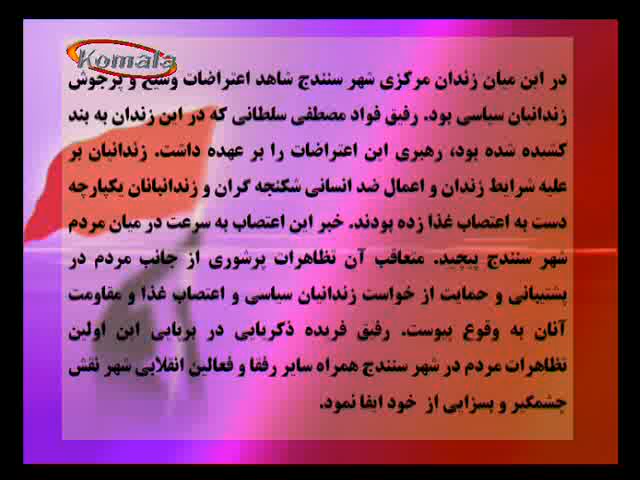 Komala
در این میان زندان مرکزی شهر سنندج شاهد اعتراضات وسیع و پرجوش
زندانیان سیاسی بود. رفیق فواد مصطفی سلطانی که در این زندان به بند
کشیده شده بود، رهبری این اعتراضات را بر عهده داشت. زندانیان بر
علیه شرایط زندان و اعمال ضد انسانی شکنجه گران و زندانبانان یکپارچه
دست به اعتصاب غذا زده بودند. خبر این اعتصاب به سرعت در میان مردم
شهر سنندج پیچید. متعاقب آن تظاهرات پرشوری از جانب مردم در
پشتیبانی و حمایت از خواست زندانیان سیاسی و اعتصاب غذا و مقاومت
آنان به وقوع پیوست. رفیق فریده ذکریایی در برپایی این اولین
تظاهرات مردم در شهر سنندج همراه سایر رفقا و فعالین انقلابی شهر نقش
چشمگیر و بسزایی از خود ایفا نمود.